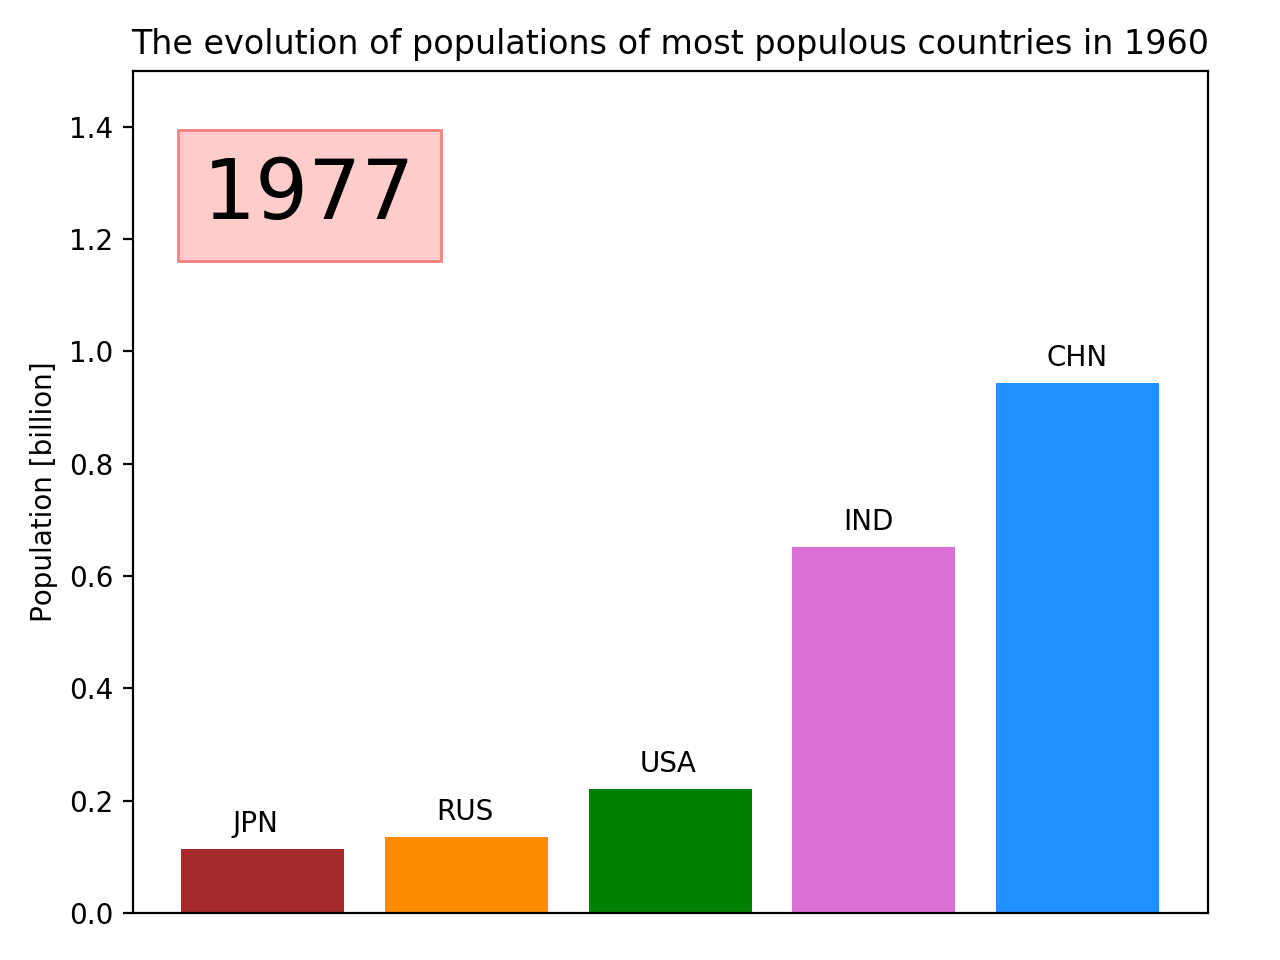 The evolution of populations of most populous countries in 1960
1977
Population [billion]
1.4
1.2
1.0
0.8
0.6
0.4
0.2
0.0
JPN
RUS
USA
IND
CHN